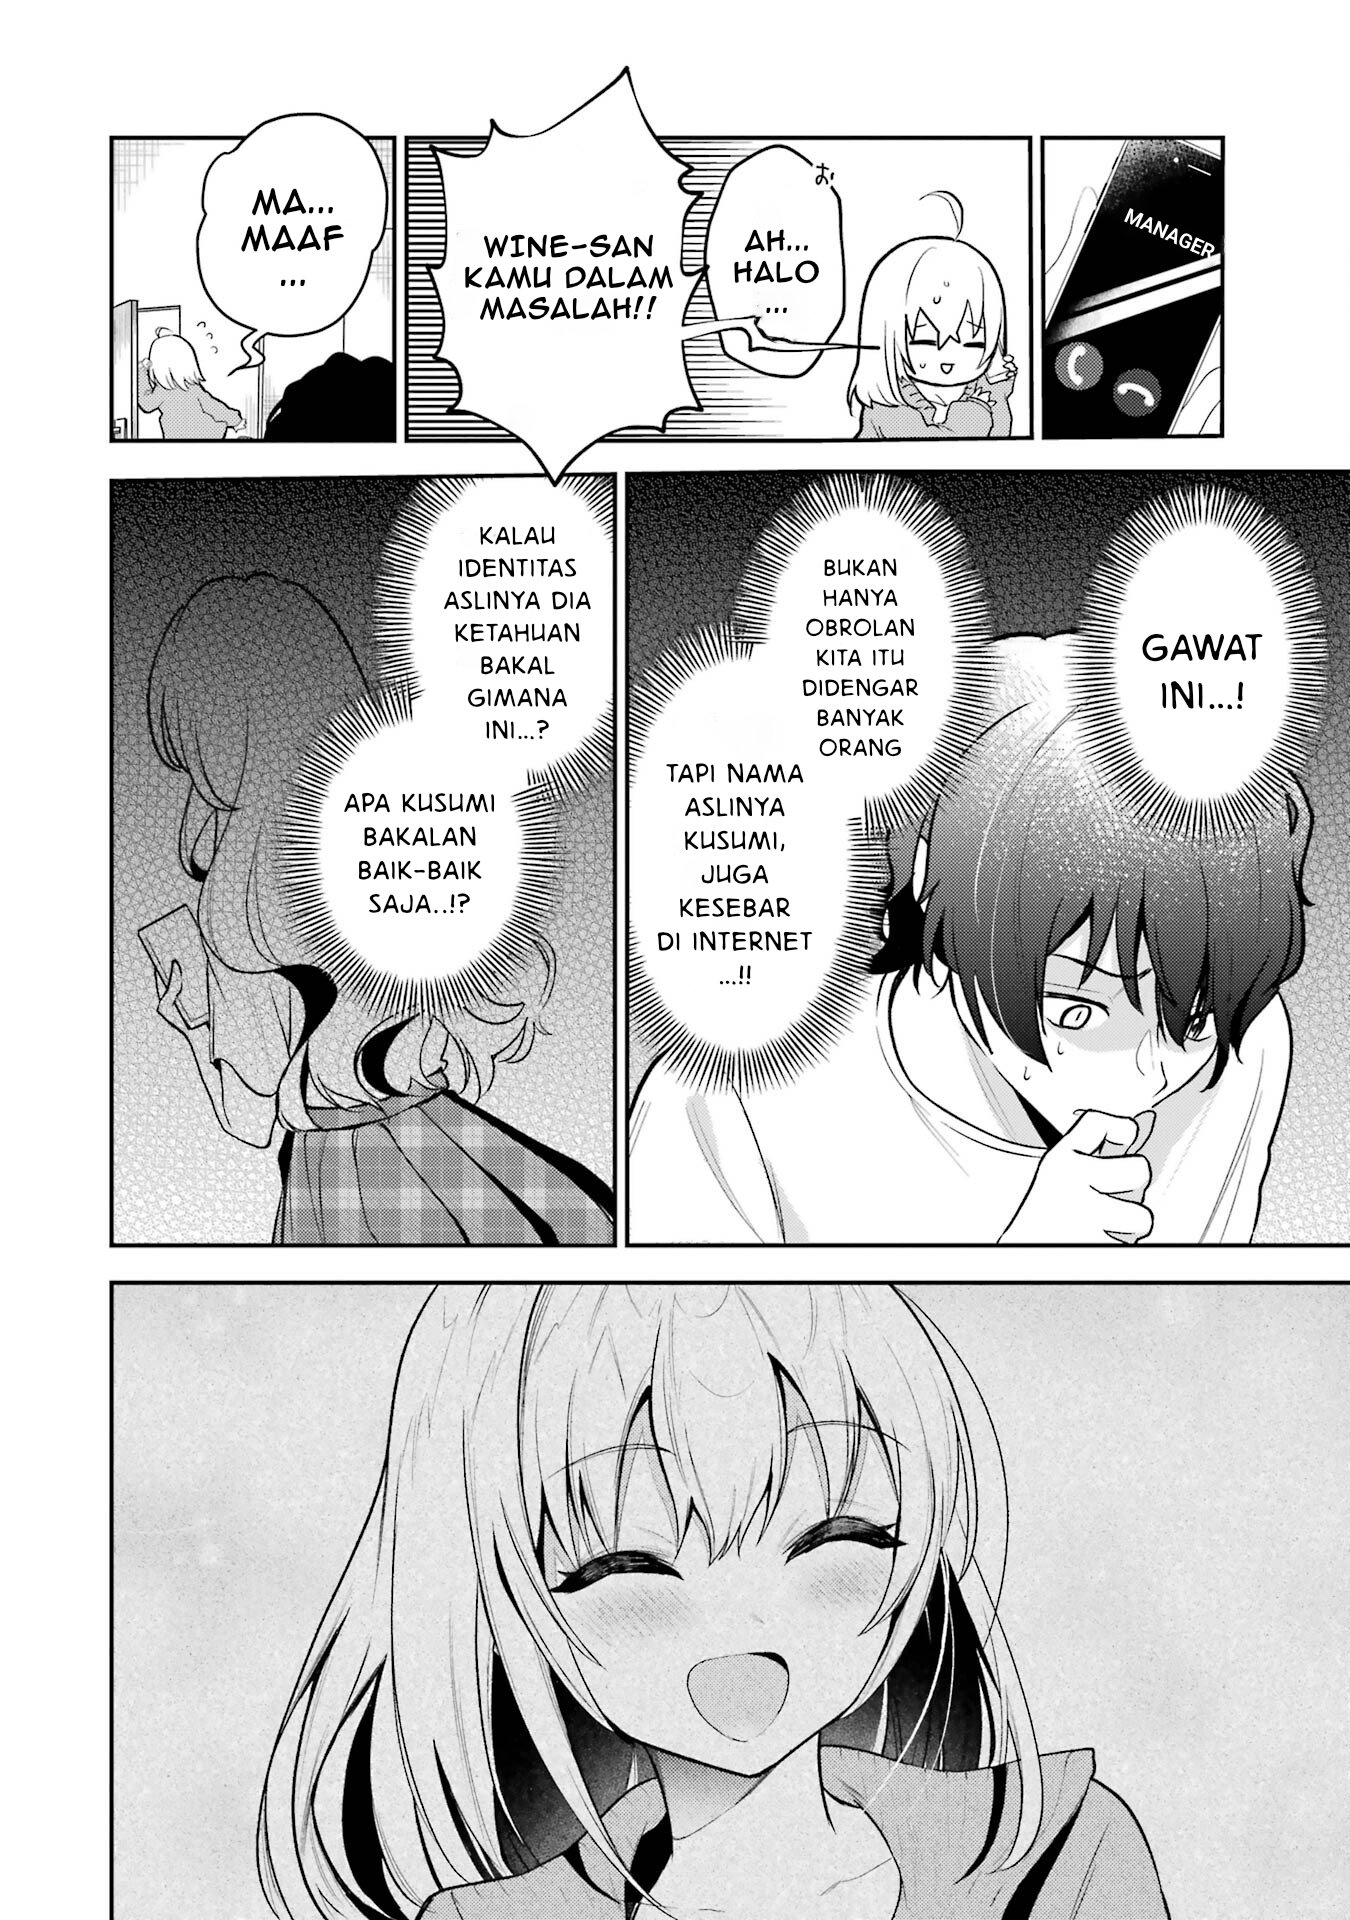 MANAGER
お、
AH...
HALO
...
WINE-SAN
KAMU DALAM
MASALAH!!
MA...
MAAF
...
GAWAT
INI...!
BUKAN
HANYA
OBROLAN
KITA ITU
DIDENGAR
BANYAK
ORANG
TAPI NAMA
ASLINYA
KUSUMI,
JUGA
KESEBAR
DI INTERNET
...!!
KALAU
IDENTITAS
ASLINYA DIA
KETAHUAN
BAKAL
GIMANA
INI...?
APA KUSUMI
BAKALAN
BAIK-BAIK
SAJA..!?